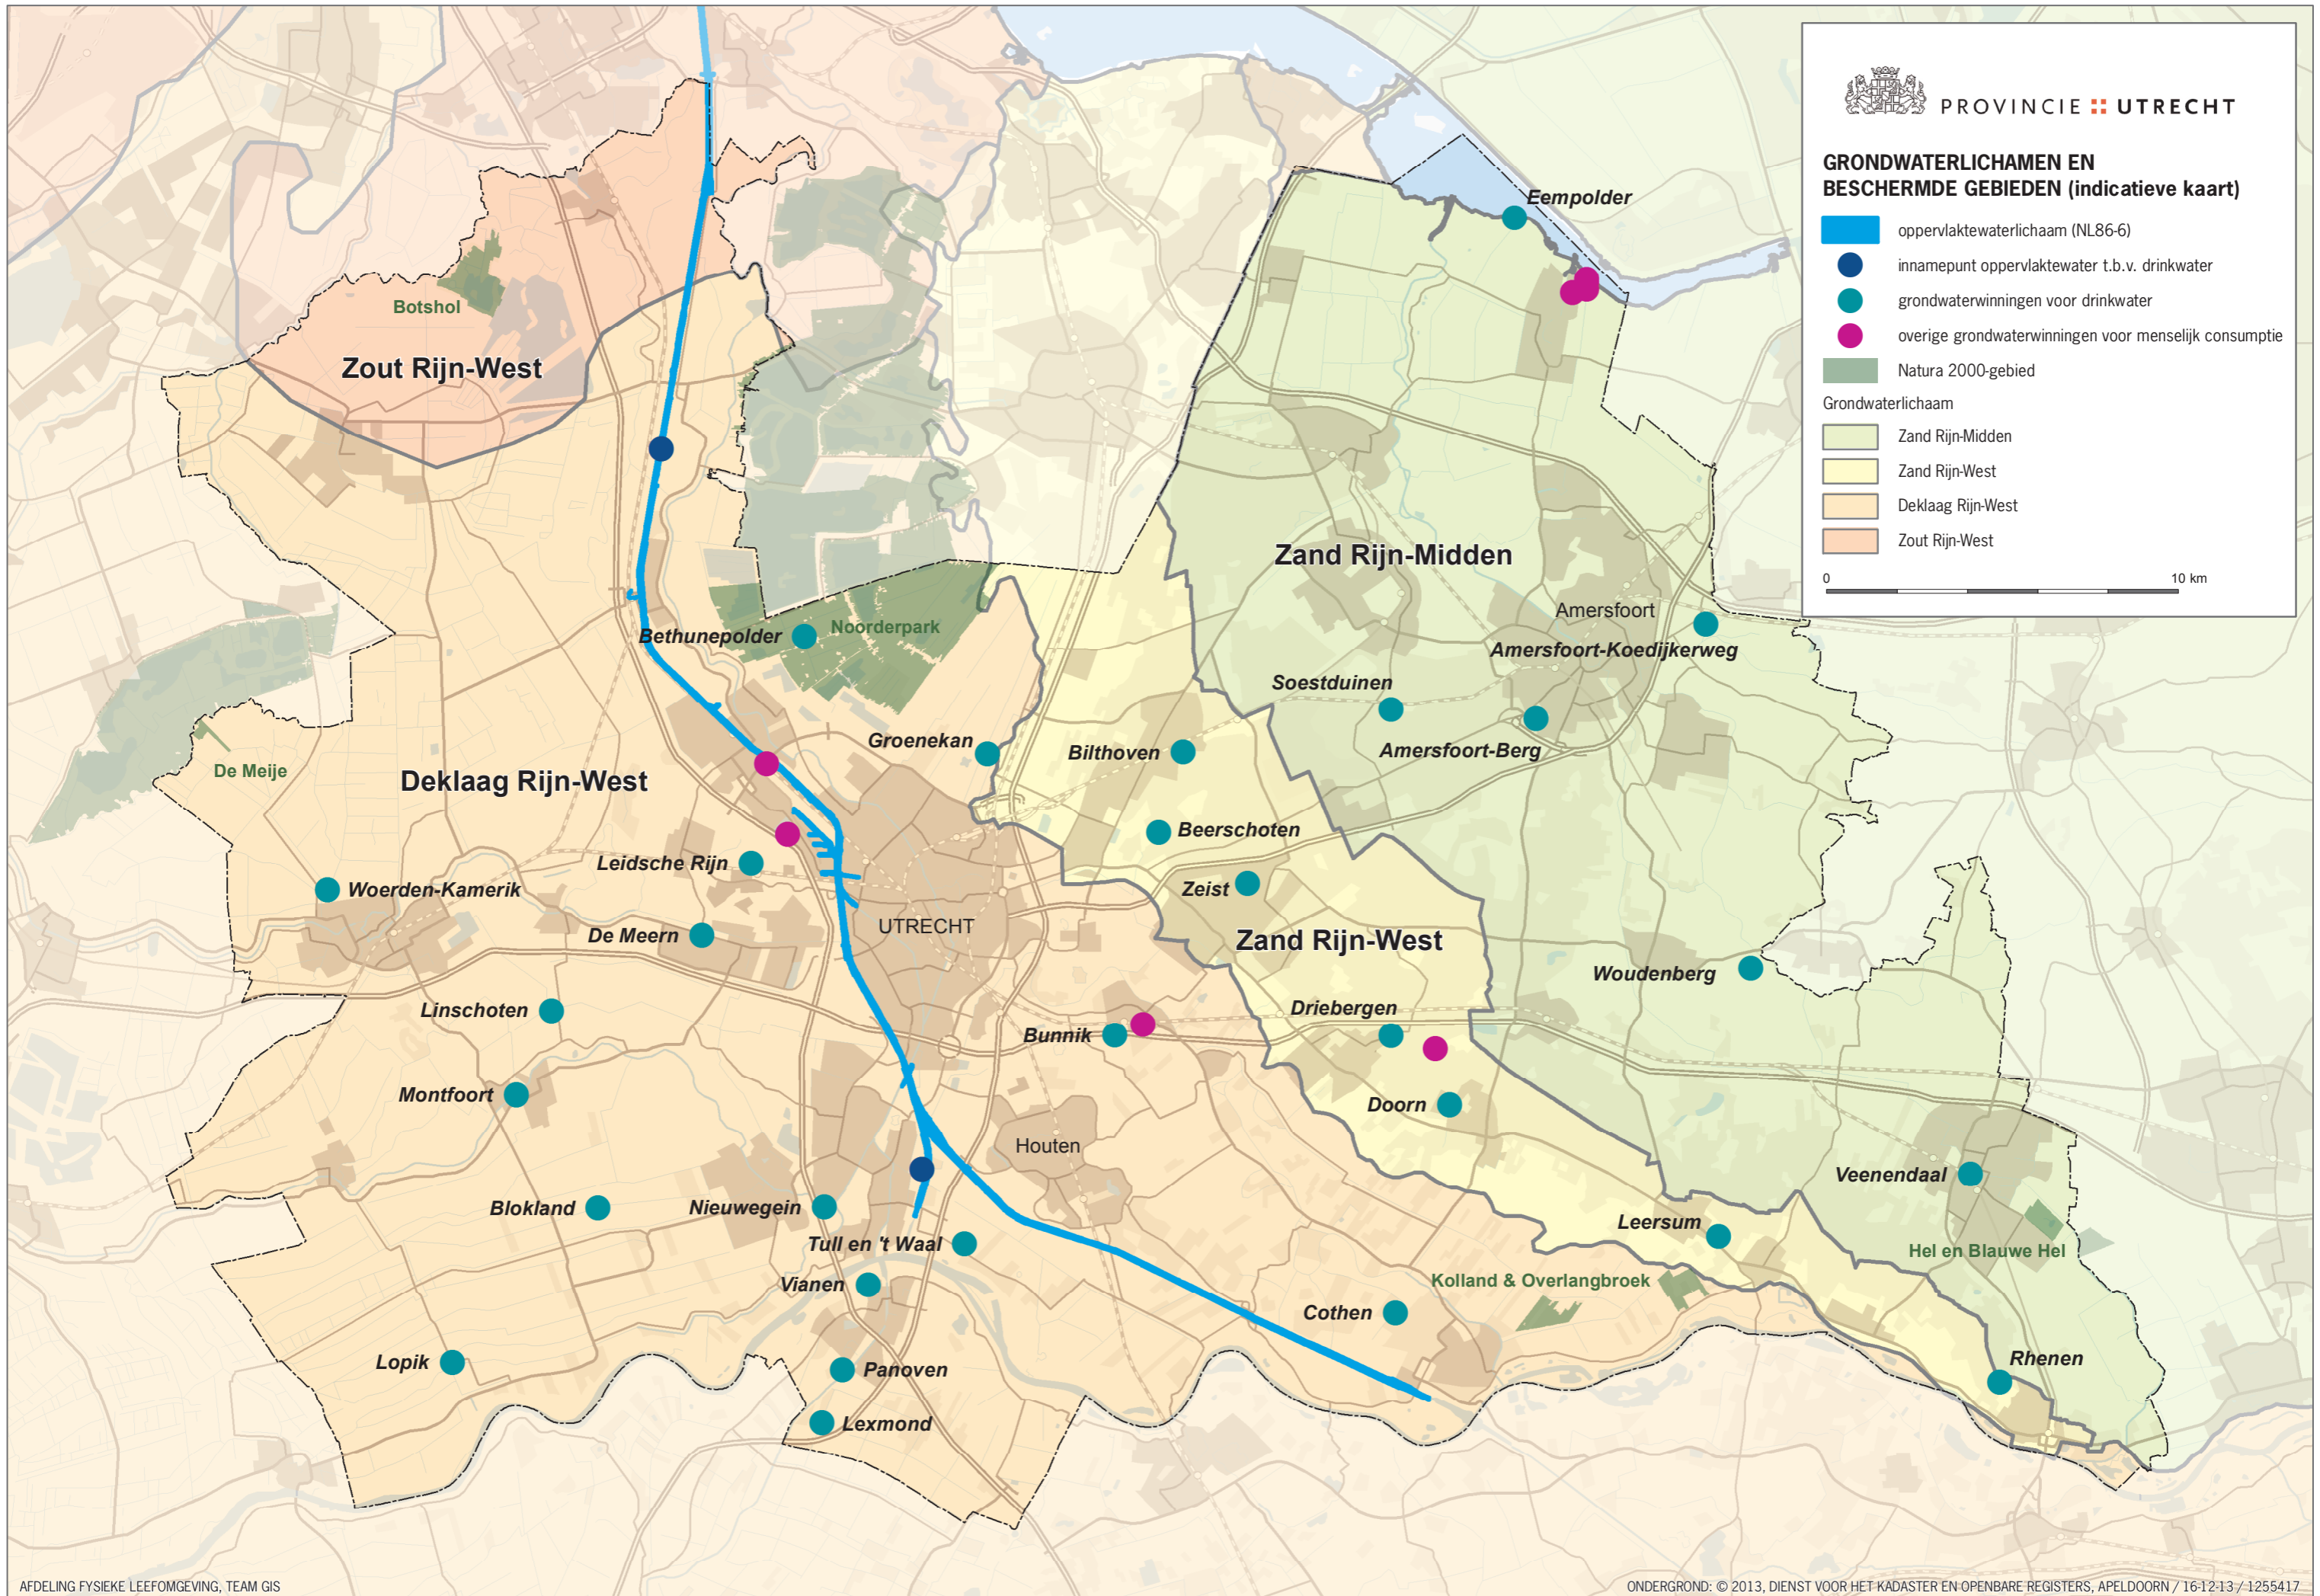 PROVINCIE :: UTRECHT
GRONDWATERLICHAMEN EN
BESCHERMDE GEBIEDEN (indicatieve kaart)
oppervlaktewaterlichaam (NL86-6)
innamepunt oppervlaktewater t.b.v. drinkwater
grondwaterwinningen voor drinkwater
overige grondwaterwinningen voor menselijk consumptie
Natura 2000-gebied
Grondwaterlichaam
Zand Rijn-Midden
Zand Rijn-West
Deklaag Rijn-West
Zout Rijn-West
0 10 km
Eempolder
Botshol
Zout Rijn-West
Zand Rijn-Midden
Amersfoort
Bethunepolder
Noorderpark
Amersfoort-Koedijkerweg
Soestduinen
Groenekan
Bilthoven
Amersfoort-Berg
De Meije
Deklaag Rijn-West
Beerschoten
Leidsche Rijn
Woerden-Kamerik
Zeist
UTRECHT
De Meern
Zand Rijn-West
Woudenberg
Linschoten
Driebergen
Bunnik
Montfoort
Doorn
Houten
Veenendaal
Blokland
Nieuwegein
Leersum
Tull en 't Waal
Hel en Blauwe Hel
Vianen
Kolland & Overlangbroek
Cothen
Lopik
Panoven
Rhenen
Lexmond
AFDELING FYSIEKE LEEFOMGEVING, TEAM GIS
ONDERGROND: © 2013, DIENST VOOR HET KADASTER EN OPENBARE REGISTERS, APELDOORN / 16-12-13 / 1255417